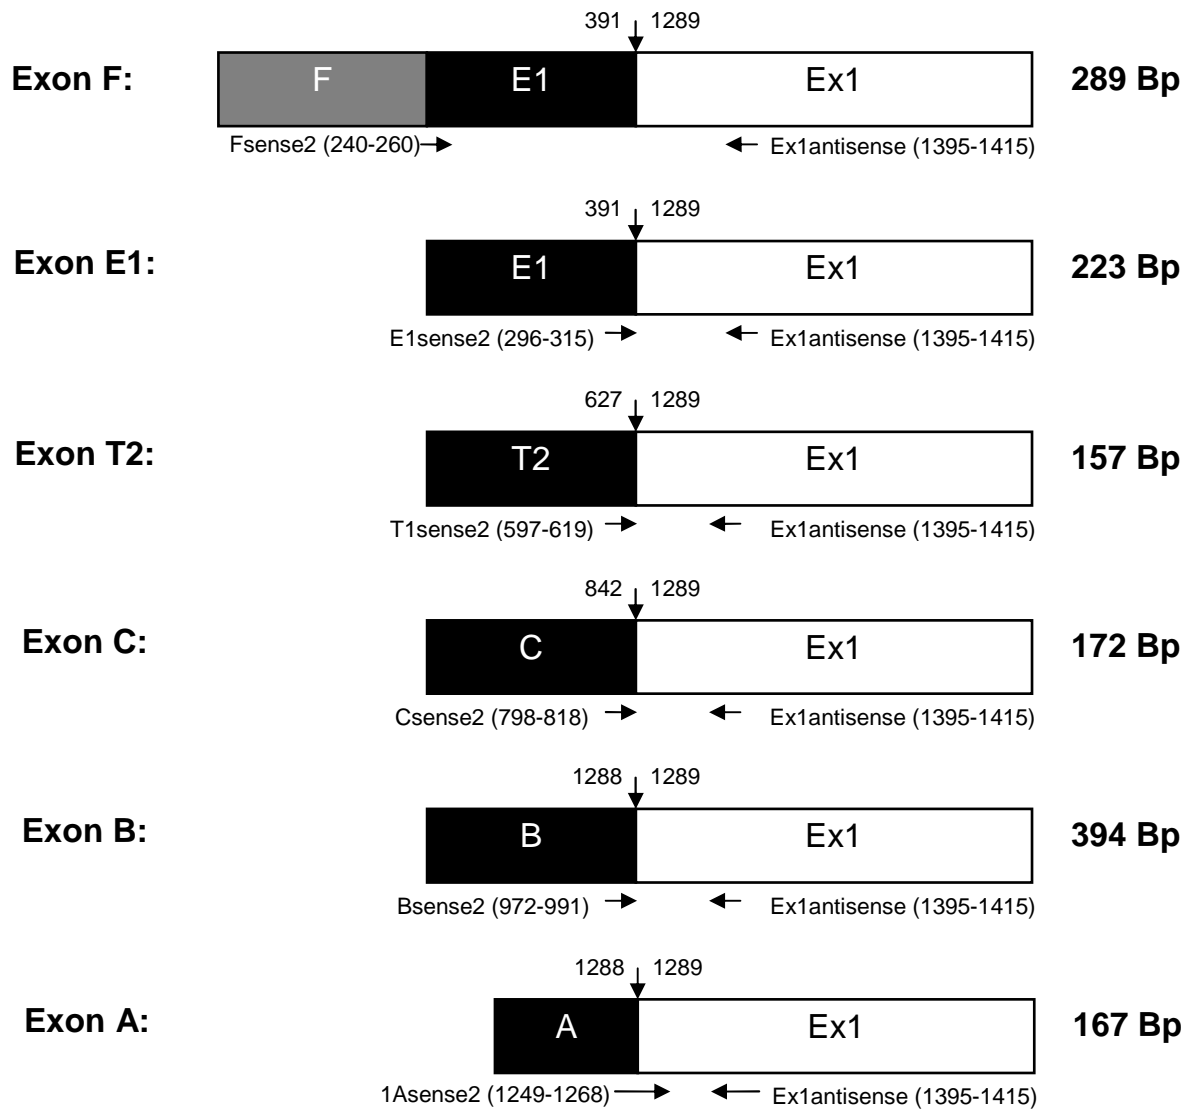 391 1289
Exon F: F E1 Ex1 289 Bp
Fsense2 (240-260) Ex1antisense (1395-1415)
391 1289
Exon E1: E1 Ex1 223 Bp
E1sense2 (296-315) Ex1antisense (1395-1415)
627 1289
Exon T2: T2 Ex1 157 Bp
T1sense2 (597-619) Ex1antisense (1395-1415)
842 1289
Exon C: C Ex1 172 Bp
Csense2 (798-818) Ex1antisense (1395-1415)
1288 1289
Exon B: B Ex1 394 Bp
Bsense2 (972-991) Ex1antisense (1395-1415)
1288 1289
Exon A: A Ex1 167 Bp
1Asense2 (1249-1268) Ex1antisense (1395-1415)